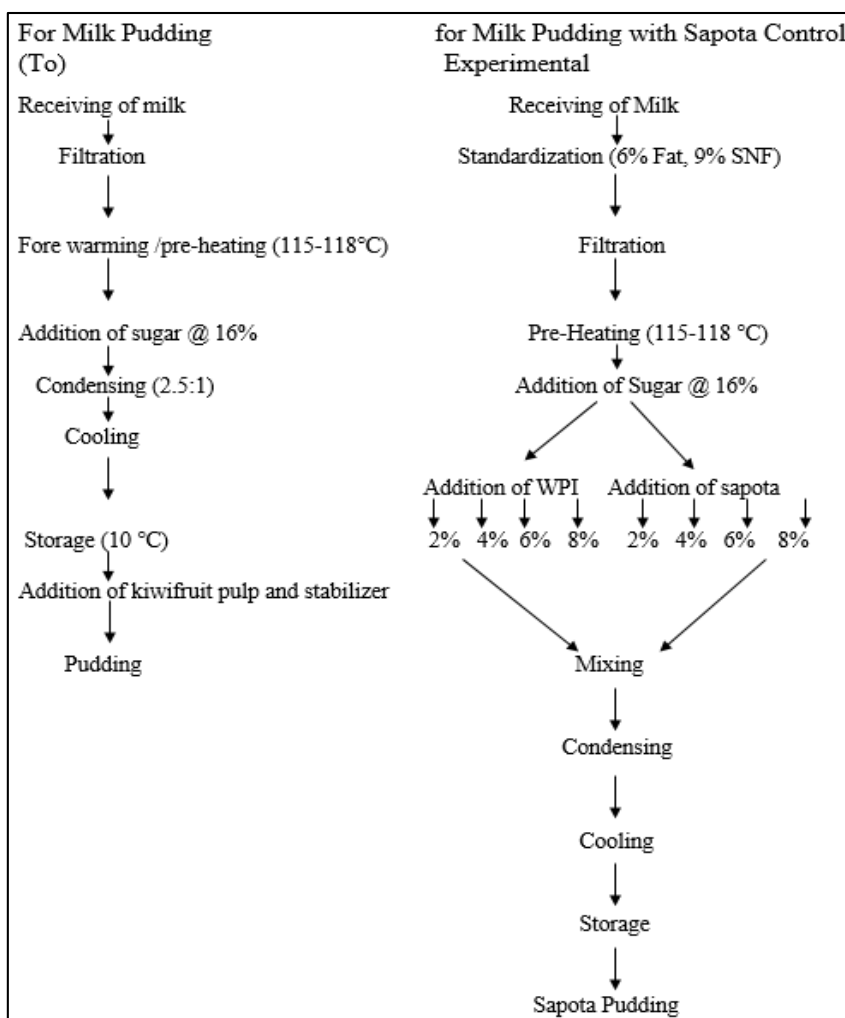 For Milk Pudding
(To)
Receiving of milk
Filtration
Fore warming /pre-heating (115-118°C)
Addition of sugar @ 16%
Condensing (2.5:1)
Cooling
Storage (10 °C)
Addition of kiwifruit pulp and stabilizer
Pudding
for Milk Pudding with Sapota Control
Experimental
Receiving of Milk
Standardization (6% Fat, 9% SNF)
Filtration
Pre-Heating (115-118 °C)
Addition of Sugar @ 16%
Addition of WPI Addition of sapota
2% 4% 6% 8% 2% 4% 6% 8%
Mixing
Condensing
Cooling
Storage
Sapota Pudding